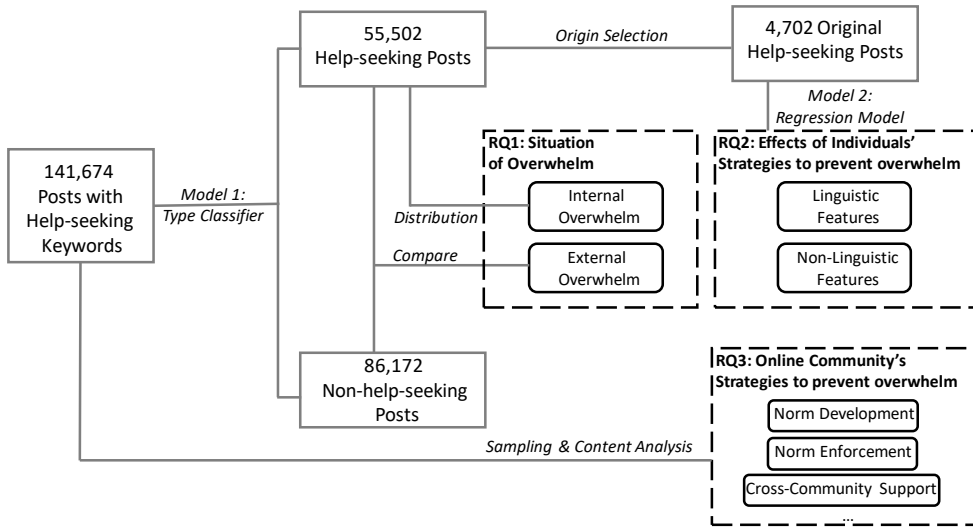 55,502
Help-seeking Posts
Origin Selection
4,702 Original
Help-seeking Posts
Model 2:
Regression Model
141,674
Posts with
Help-seeking
Keywords
Model 1:
Type Classifier
RQ1: Situation
of Overwhelm
Distribution
Internal
Overwhelm
Compare
External
Overwhelm
RQ2: Effects of Individuals'
Strategies to prevent overwhelm
Linguistic
Features
Non-Linguistic
Features
86,172
Non-help-seeking
Posts
Sampling & Content Analysis
RQ3: Online Community's
Strategies to prevent overwhelm
Norm Development
Norm Enforcement
Cross-Community Support
...